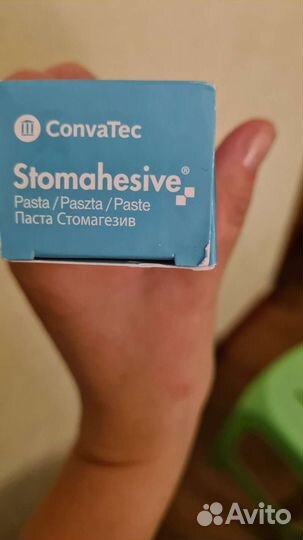 ConvaTec
Stomahesive®
Pasta / Paszta / Paste
Паста Стомагезив
Avito